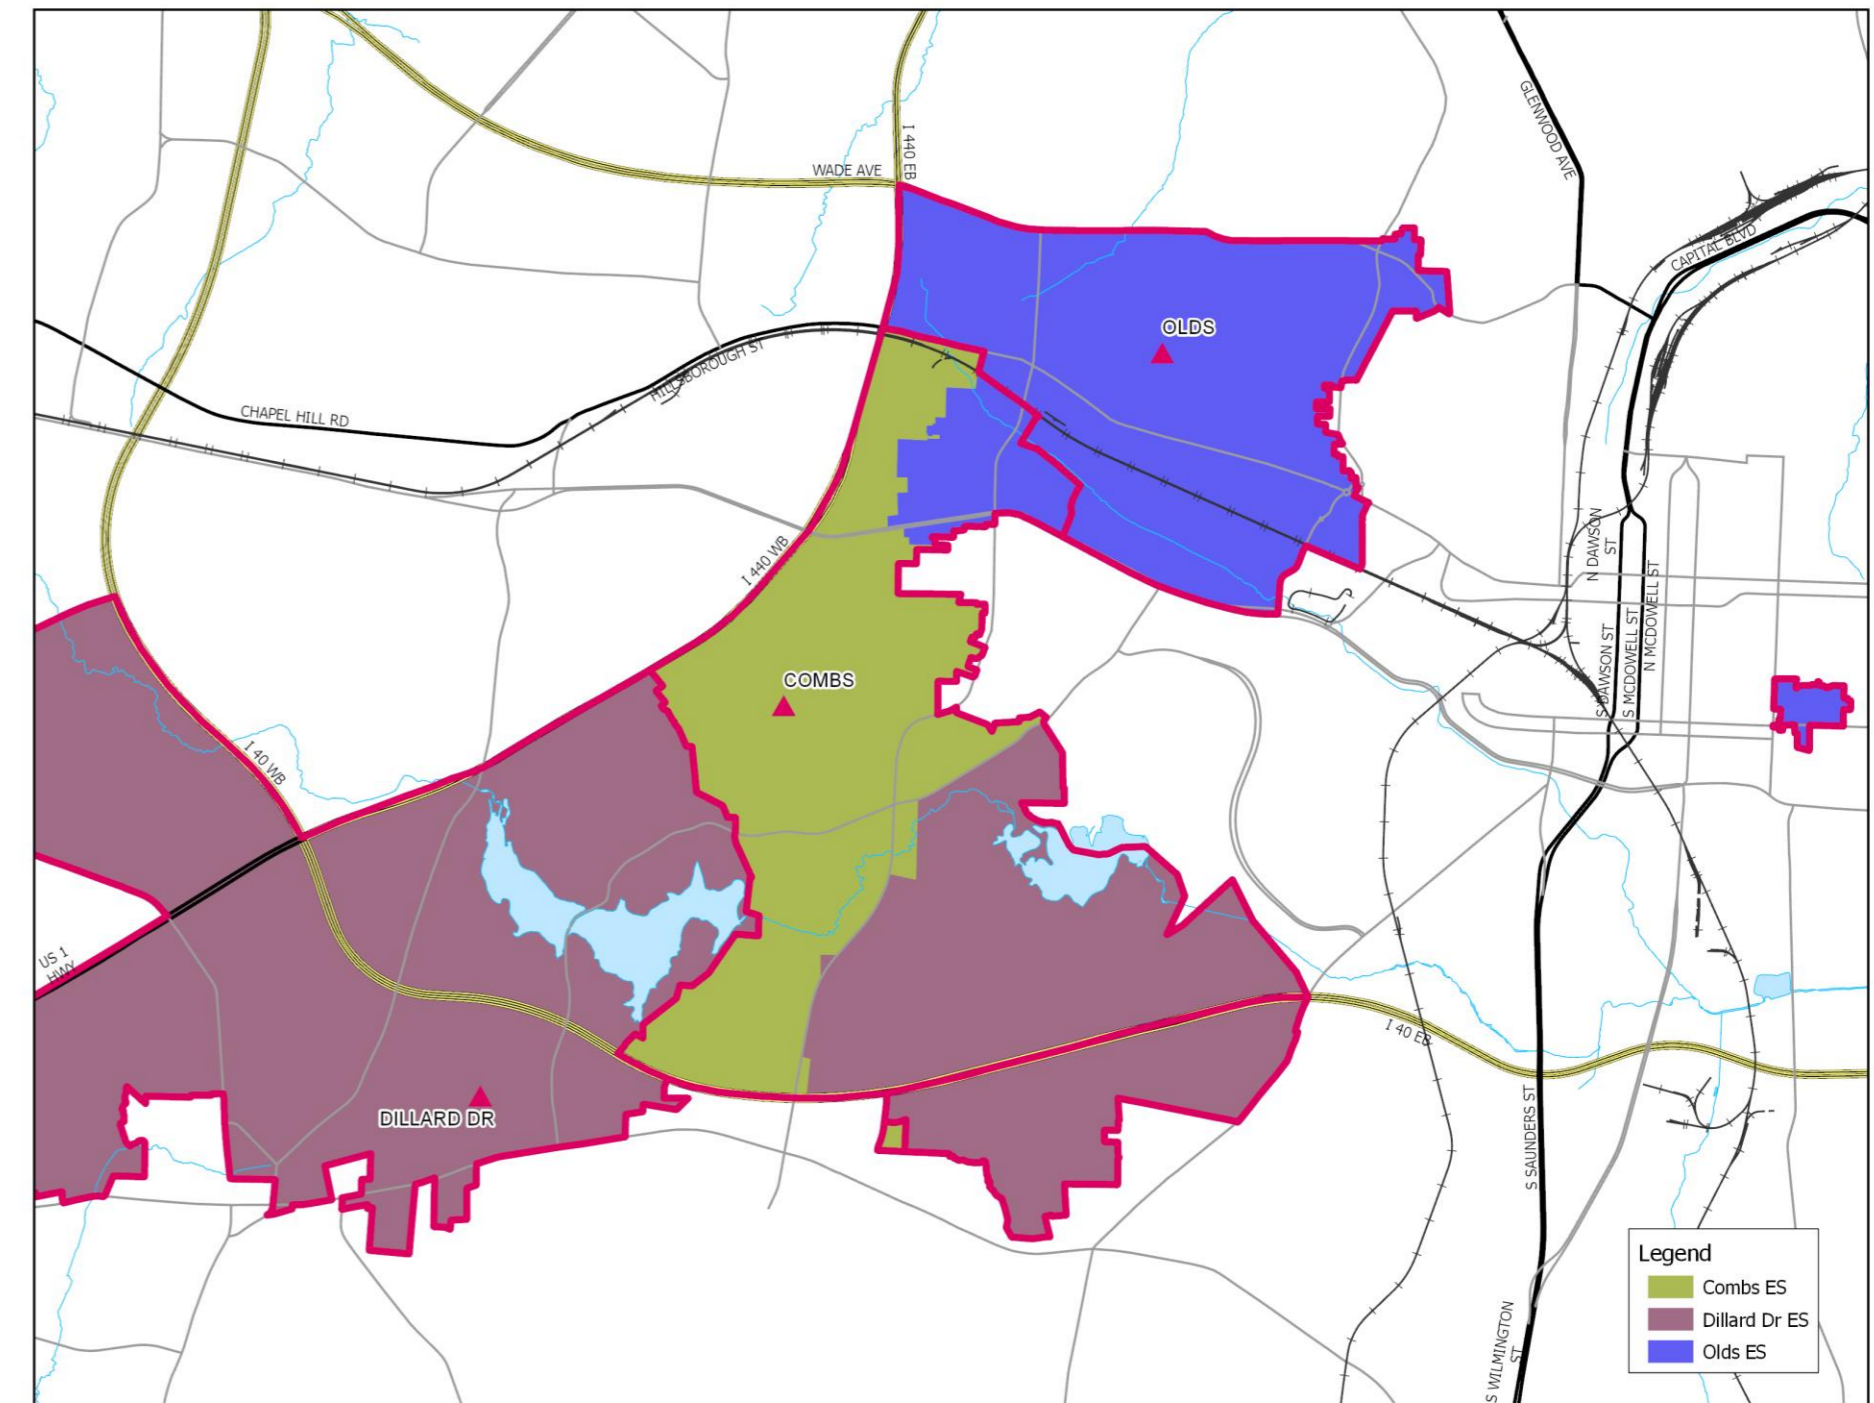 GLENWOOD AVE
I 440 EB
WADE AVE
CAPITAL BLVD
OLDS
HILLSBOROUGH ST
CHAPEL HILL RD
I 440 WB
N DAWSON
ST
N MCDOWELL ST
S DAWSON ST
S MCDOWELL ST
COMBS
I 40 WB
US 1
HWY
I 40 EB
DILLARD DR
S SAUNDERS ST
S WILMINGTON
ST
Legend
Combs ES
Dillard Dr ES
Olds ES